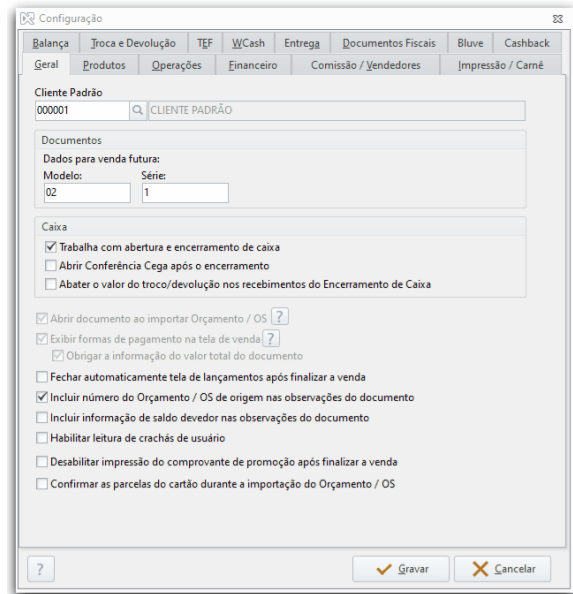 Configuração
Balança Troca e Devolução TEF WCash Entrega Documentos Fiscais Bluve Cashback
Geral Produtos Operações Financeiro Comissão / Vendedores Impressão / Carné
Cliente Padrão
000001 CLIENTE PADRÃO
Documentos
Dados para venda futura:
Modelo: Série:
02 1
Caixa
Trabalha com abertura e encerramento de caixa
Abrir Conferência Cega após o encerramento
Abater o valor do troco/devolução nos recebimentos do Encerramento de Caixa
Abrir documento ao importar Orçamento / OS ?
Exibir formas de pagamento na tela de venda ?
Obrigar a informação do valor total do documento
Fechar automaticamente tela de lançamentos após finalizar a venda
Incluir número do Orçamento / OS de origem nas observações do documento
Incluir informação de saldo devedor nas observações do documento
Habilitar leitura de crachás de usuário
Desabilitar impressão do comprovante de promoção após finalizar a venda
Confirmar as parcelas do cartão durante a importação do Orçamento / OS
? Gravar Cancelar